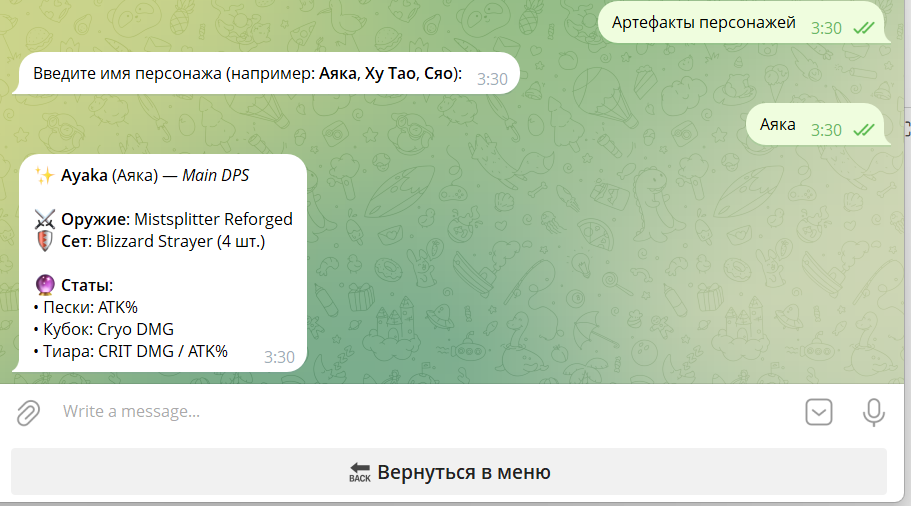 Артефакты персонажей 3:30
Введите имя персонажа (например: Аяка, Ху Тао, Сяо): 3:30
Аяка 3:30
Ayaka (Аяка) — Main DPS
Оружие: Mistsplitter Reforged
Сет: Blizzard Strayer (4 шт.)
Статы:
• Пески: ATK%
• Кубок: Cryo DMG
• Тиара: CRIT DMG / ATK% 3:30
Write a message...
BACK Вернуться в меню